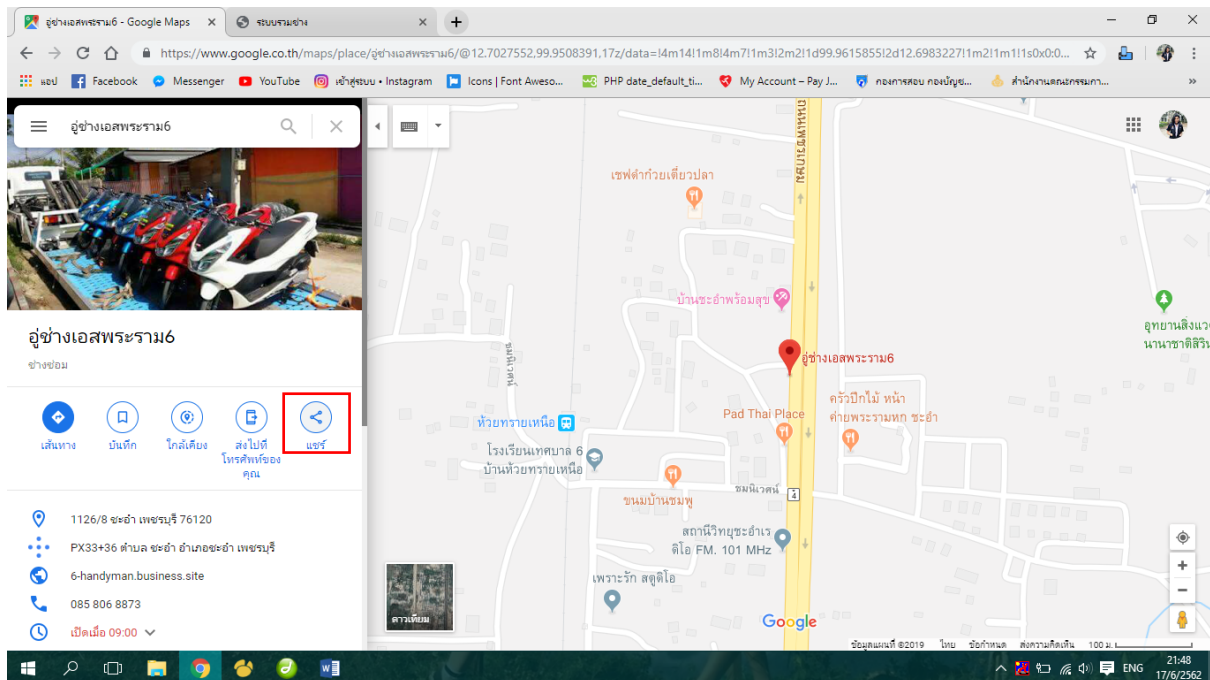 อู่ช่างเอสพระราม6 - Google Maps
ระบบรวมช่าง
https://www.google.co.th/maps/place/อู่ช่างเอสพระราม6/@12.7027552,99.9508391,17z/data=!4m14!1m8!4m7!1m3!2m2!1d99.9615855!2d12.6983227!1m2!1m1!1s0x0:0...
แอป
Facebook
Messenger
YouTube
เข้าสู่ระบบ • Instagram
Icons | Font Aweso...
PHP date_default_ti...
My Account – Pay J...
กองการสอบ กองบัญช...
สำนักงานคณะกรรมกา...
»
อู่ช่างเอสพระราม6
อู่ช่างเอสพระราม6
ช่างซ่อม
เส้นทาง
บันทึก
ใกล้เคียง
ส่งไปที่
โทรศัพท์ของ
คุณ
แชร์
1126/8 ชะอำ เพชรบุรี 76120
PX33+36 ตำบล ชะอำ อำเภอชะอำ เพชรบุรี
6-handyman.business.site
085 806 8873
เปิดเมื่อ 09:00
ถนนเพชรเกษม
เชฟดำก๋วยเตี๋ยวปลา
บ้านชะอำพร้อมสุข
อุทยานสิ่งแว
นานาชาติสิริน
อู่ช่างเอสพระราม6
ชมนิเวศน์
ครัวปีกไม้ หน้า
ค่ายพระรามหก ชะอำ
Pad Thai Place
ห้วยทรายเหนือ
โรงเรียนเทศบาล 6
บ้านห้วยทรายเหนือ
ขนมบ้านชมพู
ชมนิเวศน์
4
สถานีวิทยุชะอำเร
ดิโอ FM. 101 MHz
เพราะรัก สตูดิโอ
ดาวเทียม
Google
ข้อมูลแผนที่ ©2019 ไทย ข้อกำหนด ส่งความคิดเห็น 100 ม.
ENG
21:48
17/6/2562